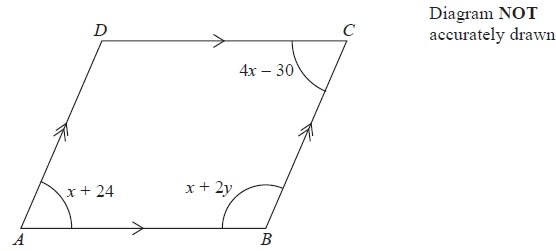 Diagram NOT
accurately drawn
D
C
4x – 30
x + 24
x + 2y
A
B